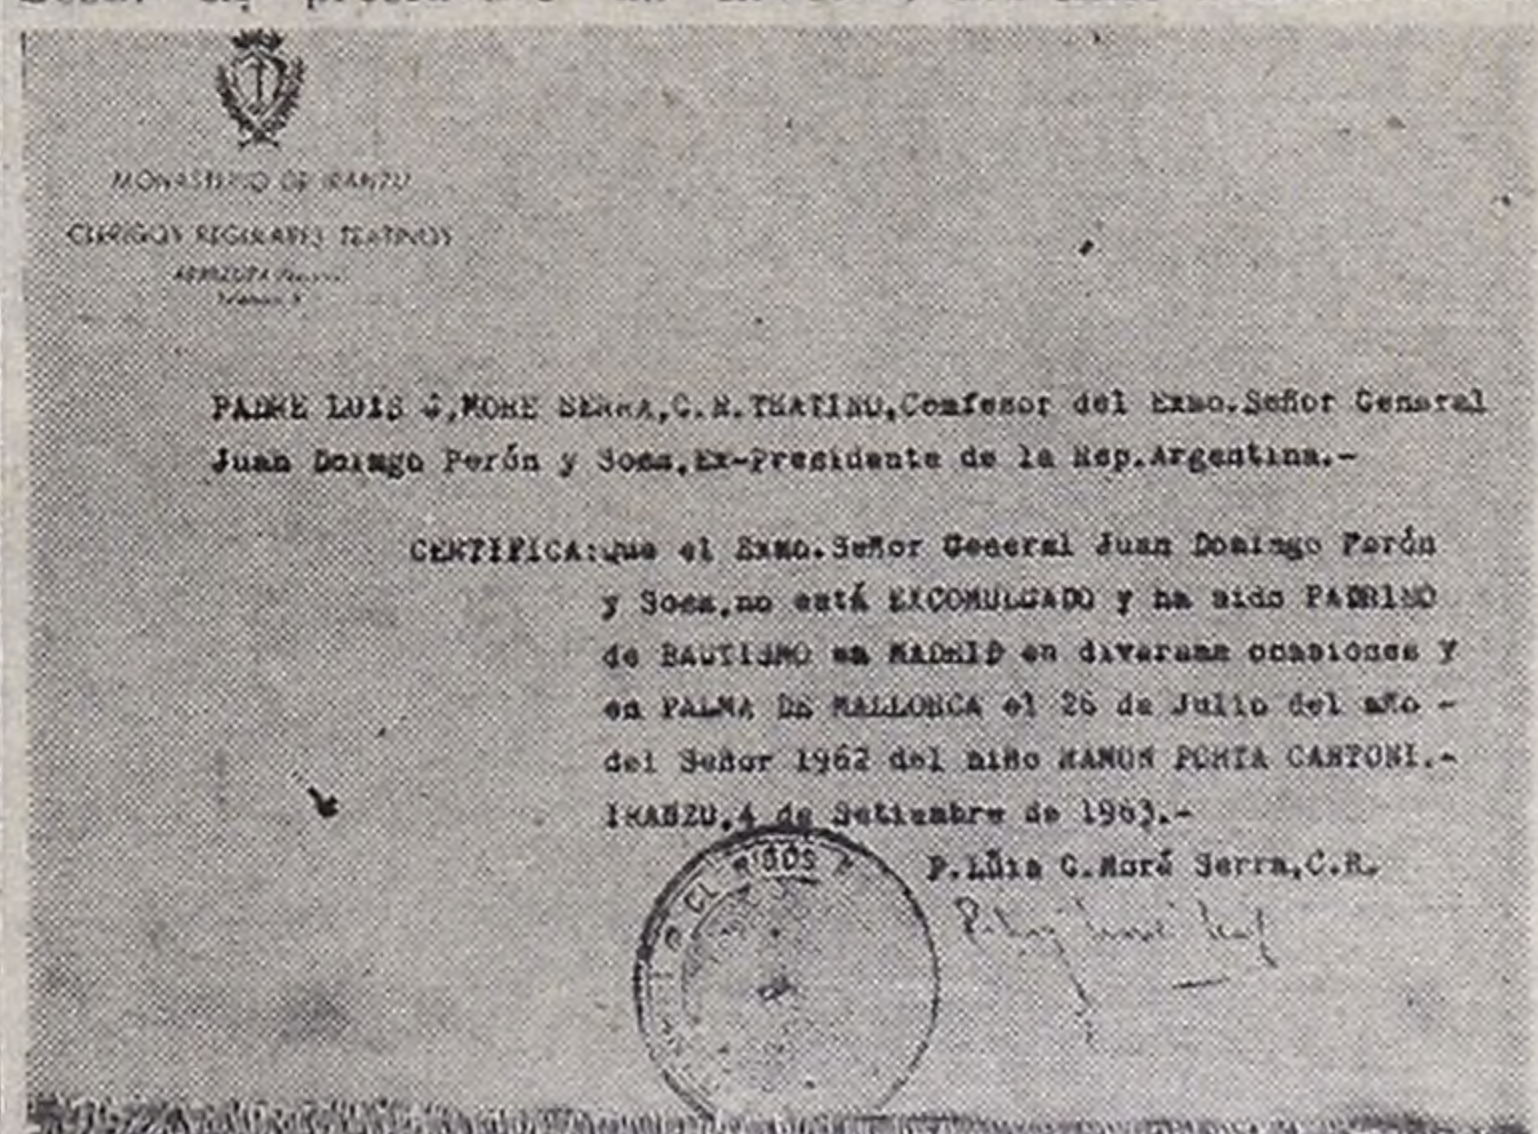 MONASTERIO DE IRANZU
CLERIGOS REGULARES TEATINOS
ABARZUZA
PADRE LUIS G,MORE SERRA,C.R.TEATINO,Confesor del Exmo.Señor General
Juan Doimgo Perón y Sosa,Ex-Presidente de la Rep.Argentina.-
CERTIFICA:que el Exmo.Señor General Juan Domingo Perón
y Sosa,no está EXCOMULGADO y ha sido PADRINO
de BAUTISMO en MADRID en diversas ocasiones y
en PALMA DE MALLORCA el 26 de Julio del año -
del Señor 1962 del niño RAMON PORTA CANTONI.-
IRANZU,4 de Setiembre de 1963.-
P.Luis G.Moré Serra,C.R.